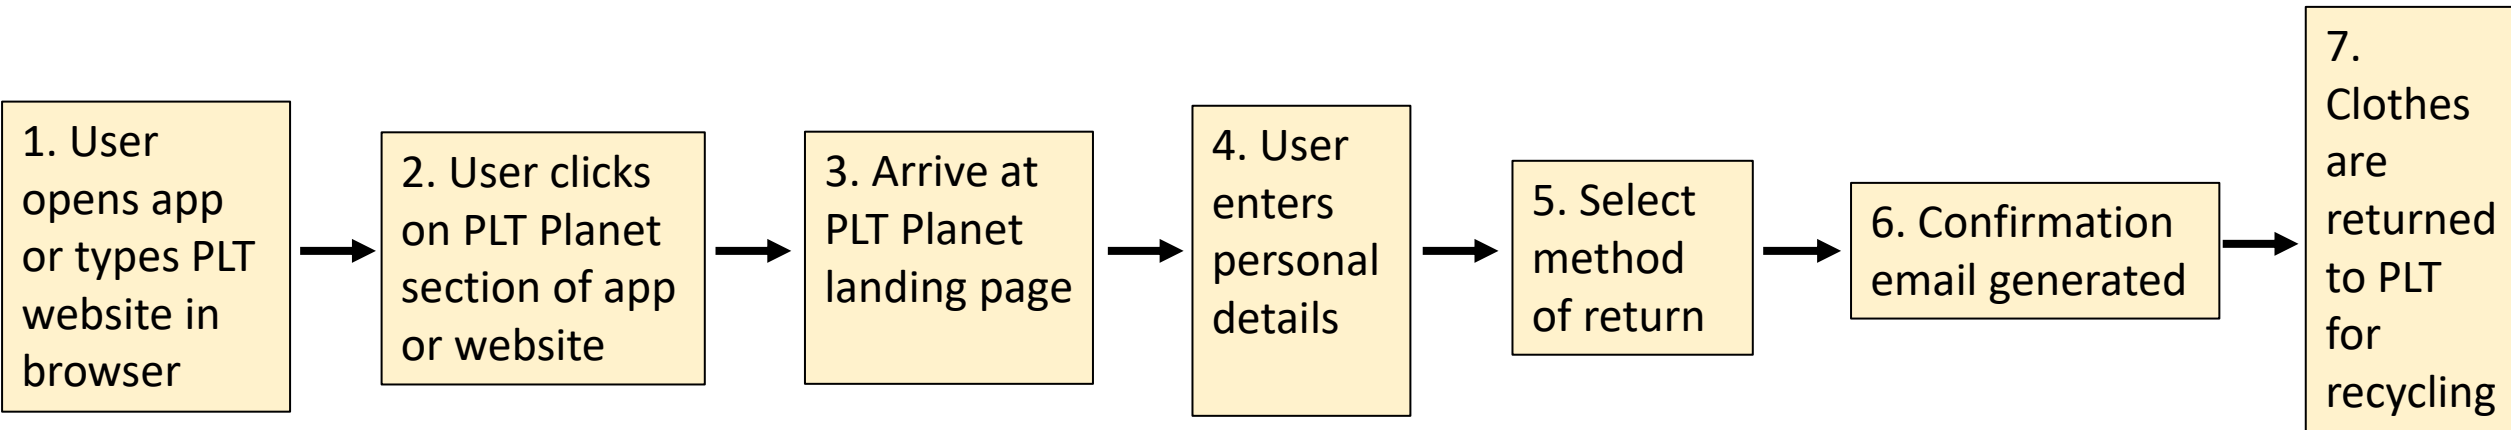 1. User
opens app
or types PLT
website in
browser
2. User clicks
on PLT Planet
section of app
or website
3. Arrive at
PLT Planet
landing page
4. User
enters
personal
details
5. Select
method
of return
6. Confirmation
email generated
7.
Clothes
are
returned
to PLT
for
recycling